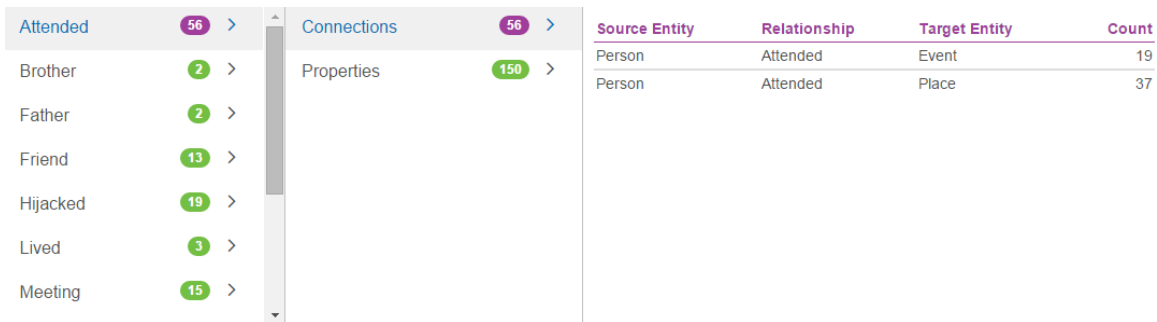 Attended 56
Brother 2
Father 2
Friend 13
Hijacked 19
Lived 3
Meeting 15
Connections 56
Properties 150
Source Entity Relationship Target Entity Count
Person Attended Event 19
Person Attended Place 37